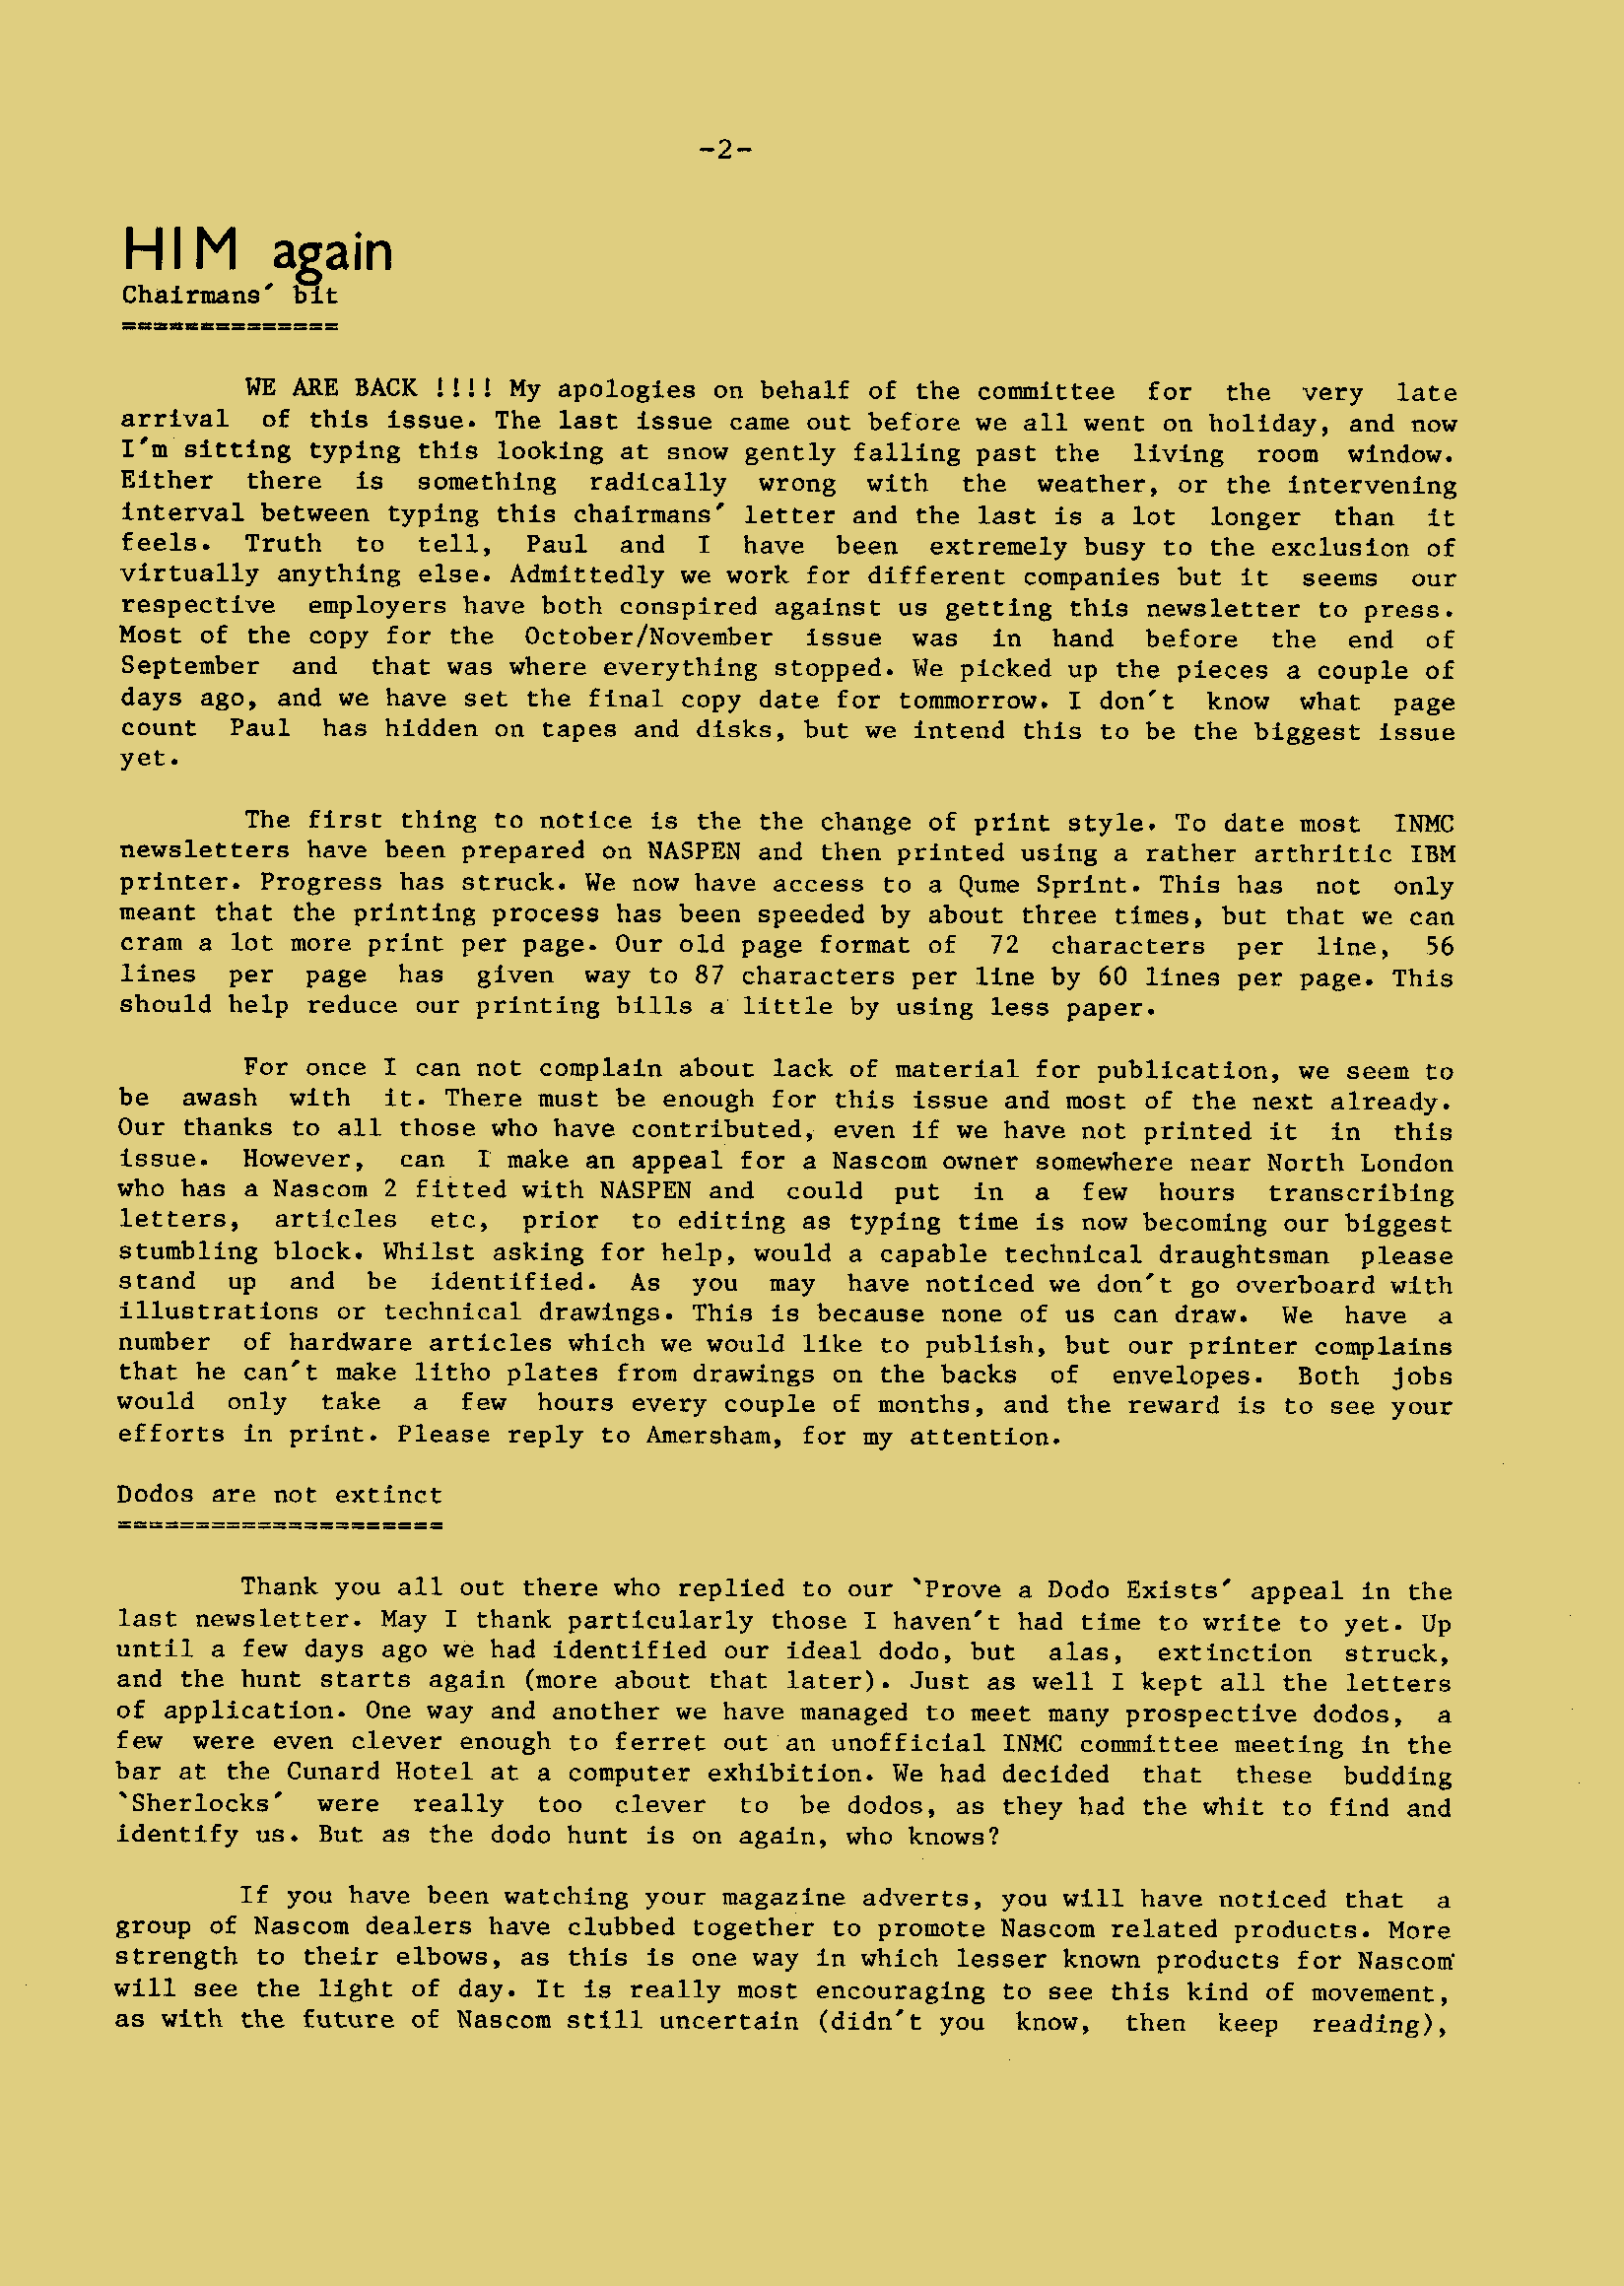 -2-
HIM again
Chairmans' bit
==============
WE ARE BACK !!!! My apologies on behalf of the committee for the very late
arrival of this issue. The last issue came out before we all went on holiday, and now
I'm sitting typing this looking at snow gently falling past the living room window.
Either there is something radically wrong with the weather, or the intervening
interval between typing this chairmans' letter and the last is a lot longer than it
feels. Truth to tell, Paul and I have been extremely busy to the exclusion of
virtually anything else. Admittedly we work for different companies but it seems our
respective employers have both conspired against us getting this newsletter to press.
Most of the copy for the October/November issue was in hand before the end of
September and that was where everything stopped. We picked up the pieces a couple of
days ago, and we have set the final copy date for tommorrow. I don't know what page
count Paul has hidden on tapes and disks, but we intend this to be the biggest issue
yet.
The first thing to notice is the the change of print style. To date most INMC
newsletters have been prepared on NASPEN and then printed using a rather arthritic IBM
printer. Progress has struck. We now have access to a Qume Sprint. This has not only
meant that the printing process has been speeded by about three times, but that we can
cram a lot more print per page. Our old page format of 72 characters per line, 56
lines per page has given way to 87 characters per line by 60 lines per page. This
should help reduce our printing bills a little by using less paper.
For once I can not complain about lack of material for publication, we seem to
be awash with it. There must be enough for this issue and most of the next already.
Our thanks to all those who have contributed, even if we have not printed it in this
issue. However, can I make an appeal for a Nascom owner somewhere near North London
who has a Nascom 2 fitted with NASPEN and could put in a few hours transcribing
letters, articles etc, prior to editing as typing time is now becoming our biggest
stumbling block. Whilst asking for help, would a capable technical draughtsman please
stand up and be identified. As you may have noticed we don't go overboard with
illustrations or technical drawings. This is because none of us can draw. We have a
number of hardware articles which we would like to publish, but our printer complains
that he can't make litho plates from drawings on the backs of envelopes. Both jobs
would only take a few hours every couple of months, and the reward is to see your
efforts in print. Please reply to Amersham, for my attention.
Dodos are not extinct
=====================
Thank you all out there who replied to our `Prove a Dodo Exists' appeal in the
last newsletter. May I thank particularly those I haven't had time to write to yet. Up
until a few days ago we had identified our ideal dodo, but alas, extinction struck,
and the hunt starts again (more about that later). Just as well I kept all the letters
of application. One way and another we have managed to meet many prospective dodos, a
few were even clever enough to ferret out an unofficial INMC committee meeting in the
bar at the Cunard Hotel at a computer exhibition. We had decided that these budding
`Sherlocks' were really too clever to be dodos, as they had the whit to find and
identify us. But as the dodo hunt is on again, who knows?
If you have been watching your magazine adverts, you will have noticed that a
group of Nascom dealers have clubbed together to promote Nascom related products. More
strength to their elbows, as this is one way in which lesser known products for Nascom
will see the light of day. It is really most encouraging to see this kind of movement,
as with the future of Nascom still uncertain (didn't you know, then keep reading),